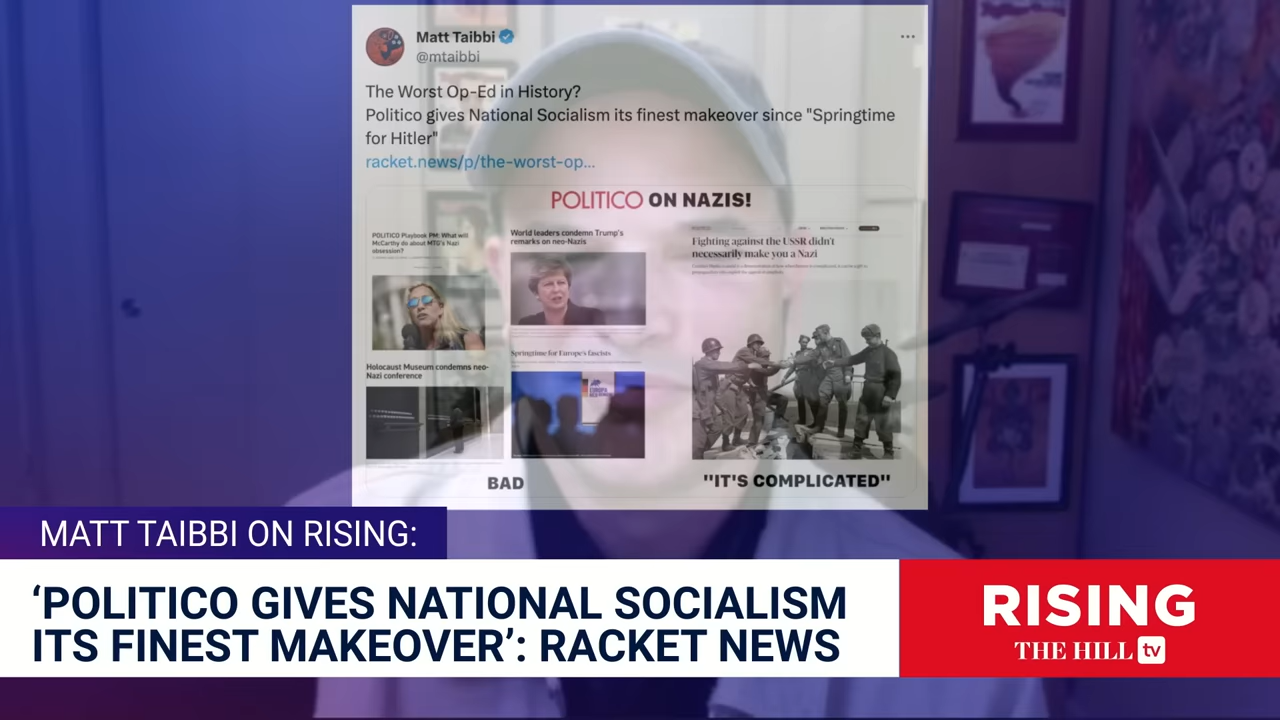 Matt Taibbi
@mtaibbi
The Worst Op-Ed in History?
Politico gives National Socialism its finest makeover since "Springtime
for Hitler"
racket.news/p/the-worst-op...
POLITICO ON NAZIS!
POLITICO Playbook PM: What will
McCarthy do about MTG's Nazi
obsession?
Holocaust Museum condemns neo-
Nazi conference
World leaders condemn Trump's
remarks on neo-Nazis
Springtime for Europe's fascists
BAD
Fighting against the USSR didn't
necessarily make you a Nazi
"IT'S COMPLICATED"
MATT TAIBBI ON RISING:
‘POLITICO GIVES NATIONAL SOCIALISM
ITS FINEST MAKEOVER’: RACKET NEWS
RISING
THE HILL tv